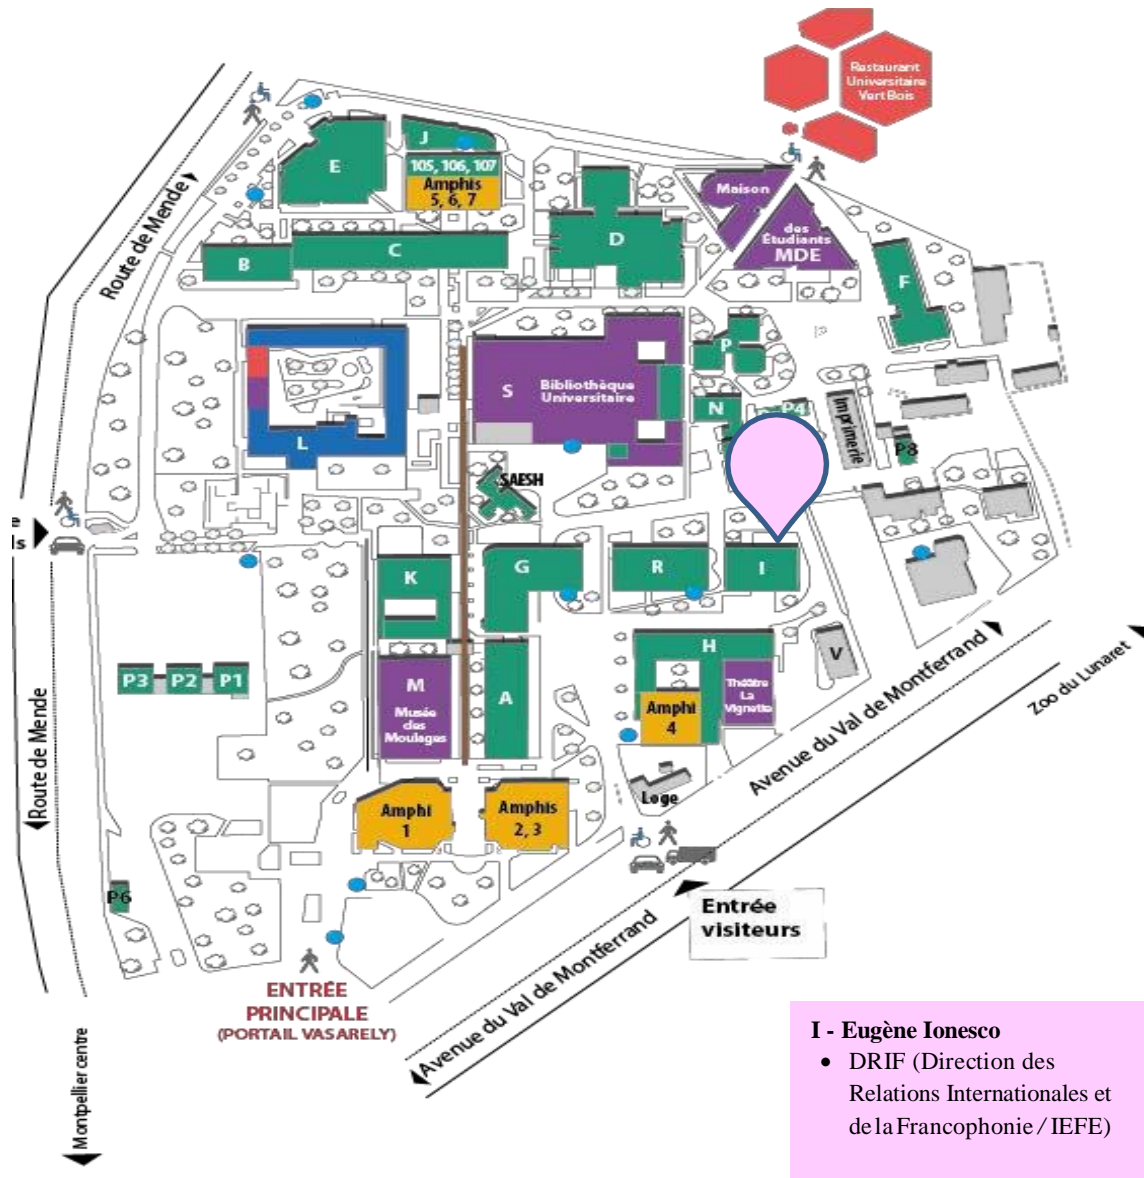 Restaurant
Universitaire
Vert Bois
J
E
105, 106, 107
Amphis
5, 6, 7
Maison
des
Étudiants
MDE
Route de Mende
D
C
B
F
P
S
Bibliothèque
Universitaire
N
P4
Imprimerie
L
P8
SAESH
e
ls
K
G
R
I
H
V
P3
P2
P1
M
Musée
des
Moulages
A
Théâtre
La
Vignette
Amphi
4
Avenue du Val de Montferrand
Zoo du Lunaret
Route de Mende
Loge
Amphi
1
Amphis
2, 3
P6
Entrée
visiteurs
ENTRÉE
PRINCIPALE
(PORTAIL VASARELY)
Avenue du Val de Montferrand
Montpellier centre
I - Eugène Ionesco
• DRIF (Direction des
Relations Internationales et
de la Francophonie / IEFE)